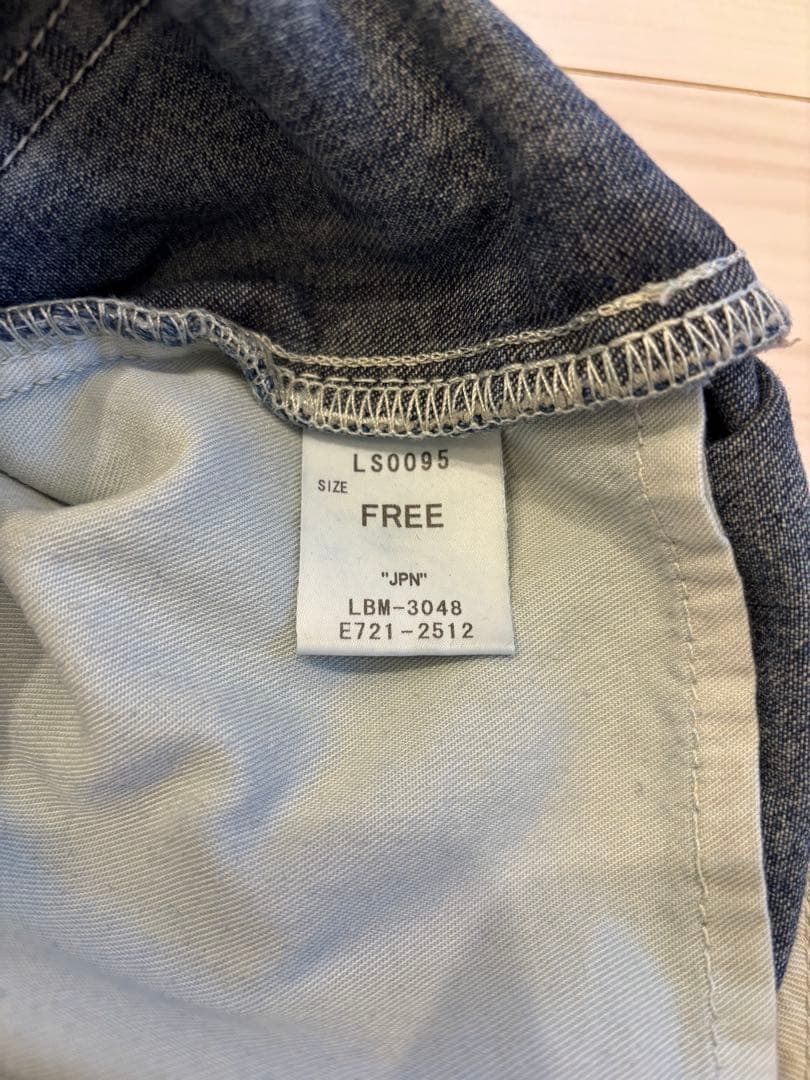 LS0095
SIZE
FREE
"JPN"
LBM-3048
E721-2512